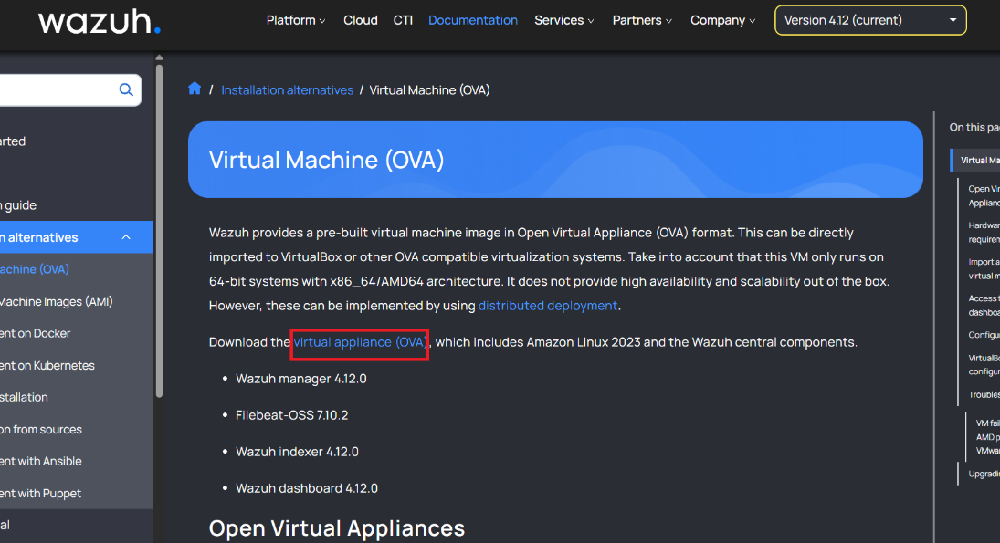 wazuh.
Platform Cloud CTI Documentation Services Partners Company Version 4.12 (current)
/ Installation alternatives / Virtual Machine (OVA)
arted
n guide
n alternatives
achine (OVA)
Machine Images (AMI)
ent on Docker
ent on Kubernetes
stallation
on from sources
ent with Ansible
ent with Puppet
al
Virtual Machine (OVA)
Wazuh provides a pre-built virtual machine image in Open Virtual Appliance (OVA) format. This can be directly
imported to VirtualBox or other OVA compatible virtualization systems. Take into account that this VM only runs on
64-bit systems with x86_64/AMD64 architecture. It does not provide high availability and scalability out of the box.
However, these can be implemented by using distributed deployment.
Download the virtual appliance (OVA), which includes Amazon Linux 2023 and the Wazuh central components.
• Wazuh manager 4.12.0
• Filebeat-OSS 7.10.2
• Wazuh indexer 4.12.0
• Wazuh dashboard 4.12.0
Open Virtual Appliances
On this pa
Virtual Ma
Open Vir
Applianc
Hardwar
requirem
Import a
virtual m
Access t
dashboa
Configu
VirtualBo
configur
Troubles
VM fai
AMD p
VMwa
Upgradi